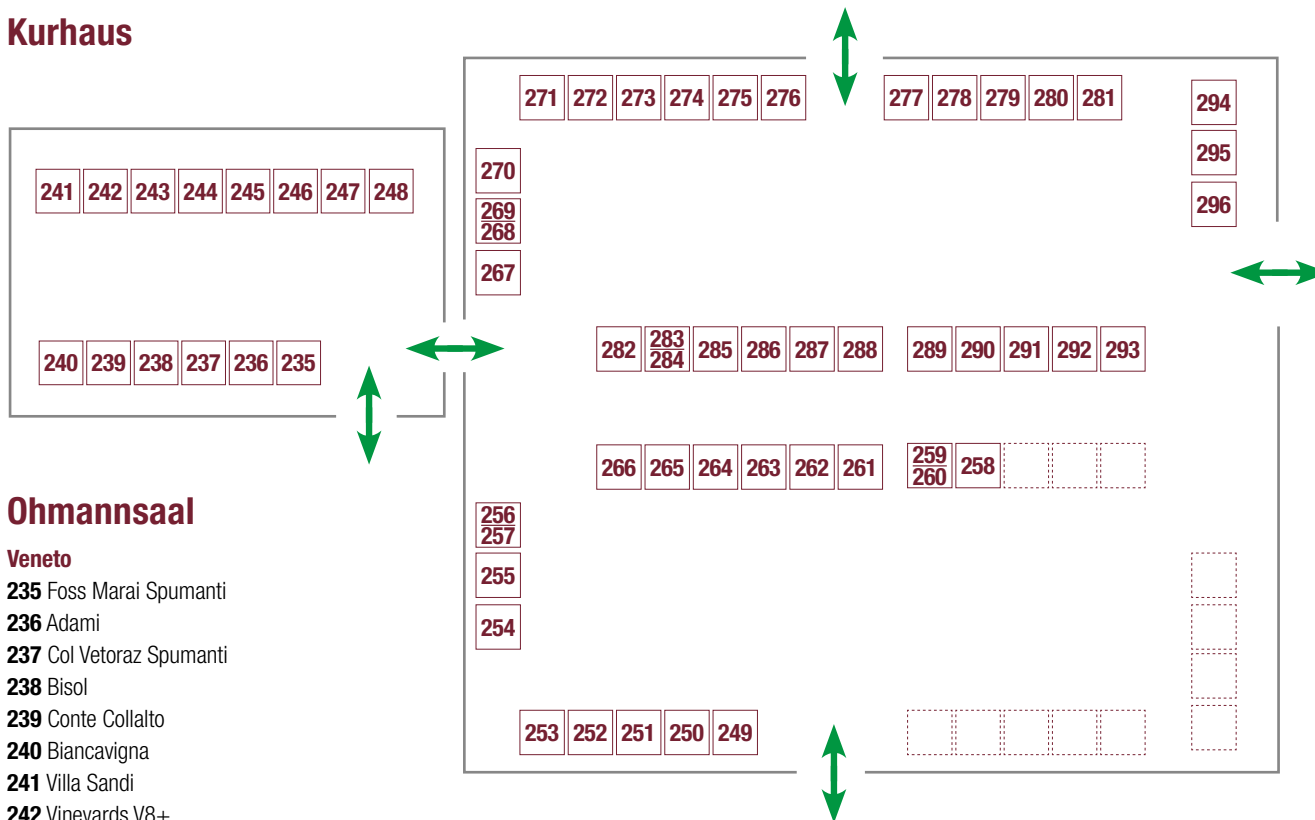 Kurhaus
271 272 273 274 275 276 277 278 279 280 281
294
295
296
270
269
268
267
241 242 243 244 245 246 247 248
282 283 285 286 287 288 289 290 291 292 293
284
240 239 238 237 236 235
266 265 264 263 262 261 259 258
260
256
257
255
254
253 252 251 250 249
Ohmannsaal
Veneto
235 Foss Marai Spumanti
236 Adami
237 Col Vetoraz Spumanti
238 Bisol
239 Conte Collalto
240 Biancavigna
241 Villa Sandi
242 Vineyards V8+